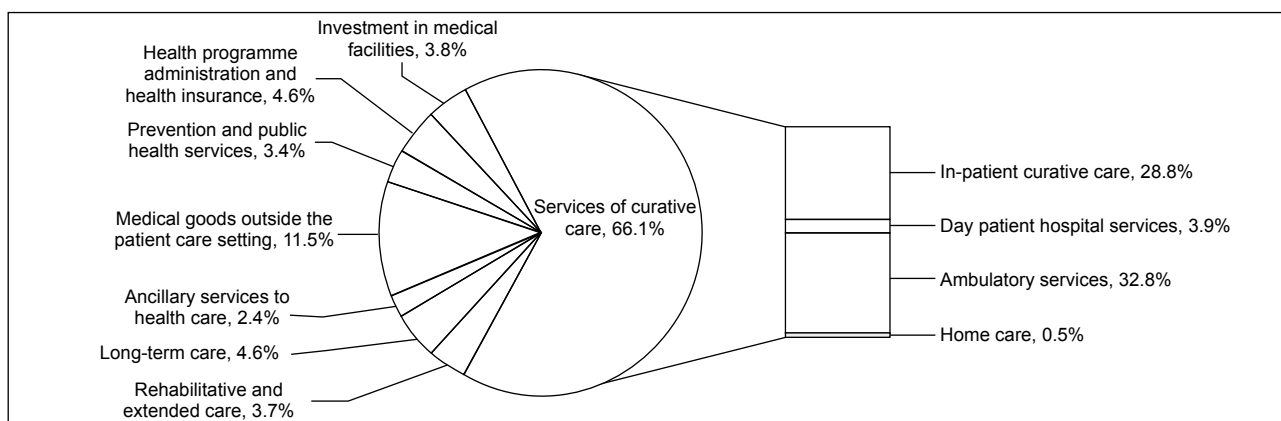 Investment in medical
facilities, 3.8%
Health programme
administration and
health insurance, 4.6%
Prevention and public
health services, 3.4%
Medical goods outside the
patient care setting, 11.5%
Ancillary services to
health care, 2.4%
Long-term care, 4.6%
Rehabilitative and
extended care, 3.7%
Services of curative
care, 66.1%
In-patient curative care, 28.8%
Day patient hospital services, 3.9%
Ambulatory services, 32.8%
Home care, 0.5%